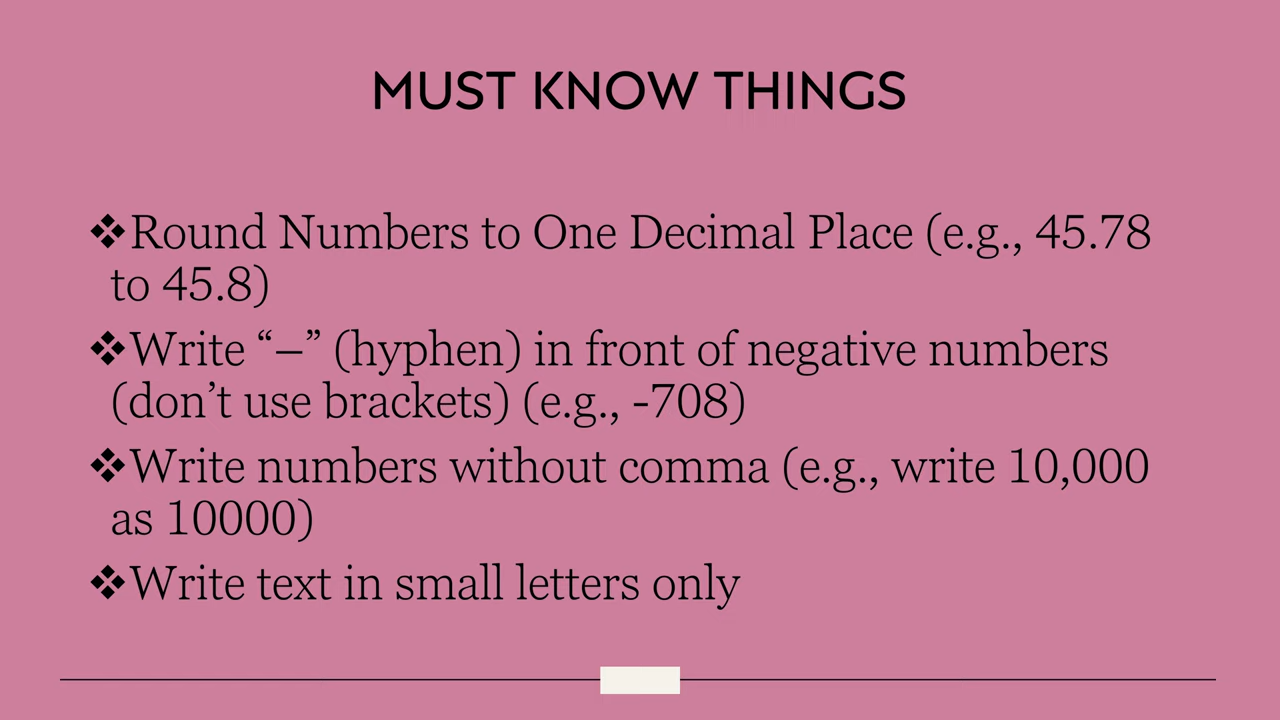 MUST KNOW THINGS
❖Round Numbers to One Decimal Place (e.g., 45.78
to 45.8)
❖Write “–” (hyphen) in front of negative numbers
(don’t use brackets) (e.g., -708)
❖Write numbers without comma (e.g., write 10,000
as 10000)
❖Write text in small letters only